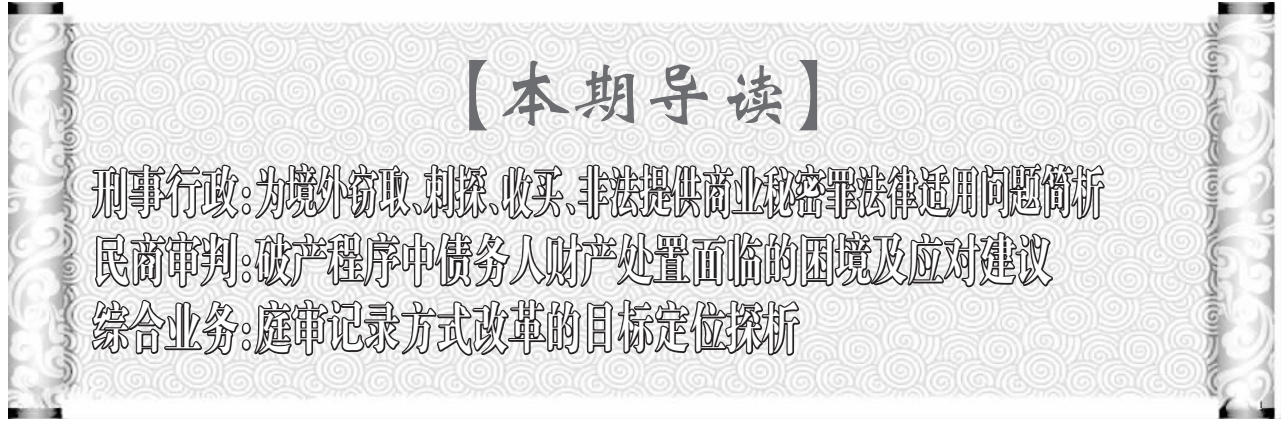 【本期导读】
刑事行政:为境外窃取、刺探、收买、非法提供商业秘密罪法律适用问题简析
民商审判:破产程序中债务人财产处置面临的困境及应对建议
综合业务:庭审记录方式改革的目标定位探析